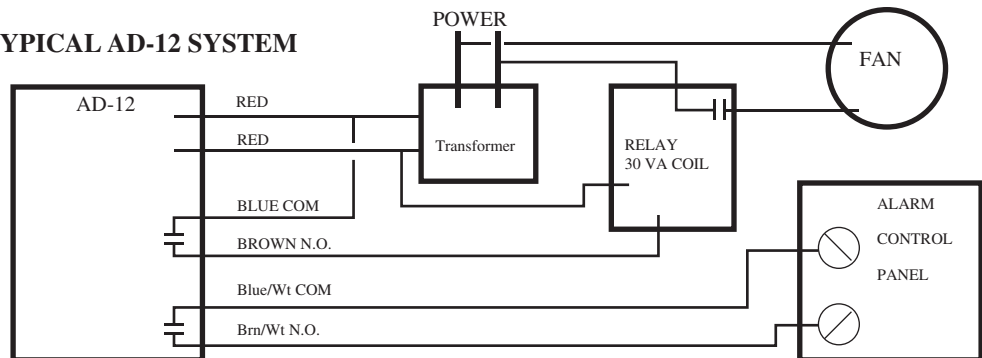 POWER
YPICAL AD-12 SYSTEM
FAN
AD-12
RED
RED
Transformer
RELAY
30 VA COIL
BLUE COM
BROWN N.O.
Blue/Wt COM
Brn/Wt N.O.
ALARM
CONTROL
PANEL